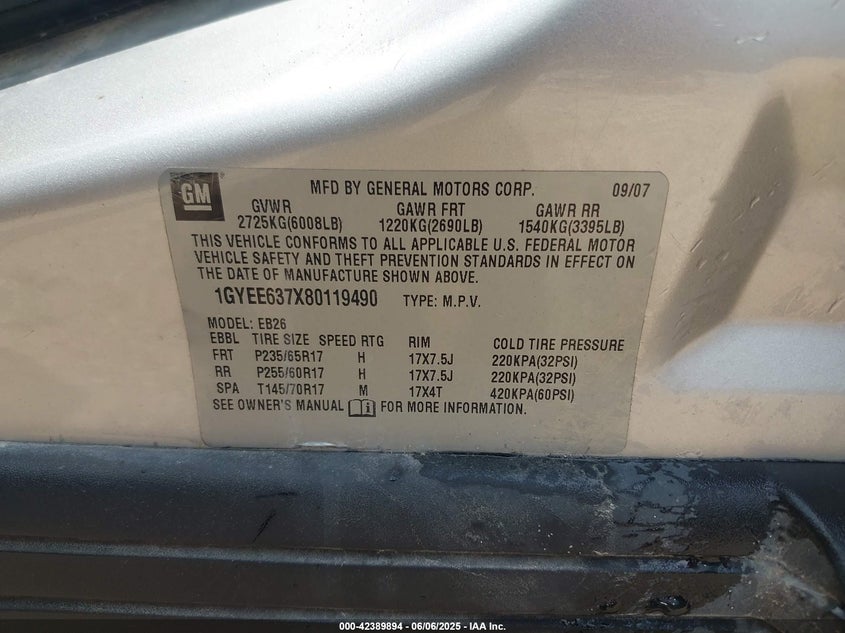 GM
MFD BY GENERAL MOTORS CORP. 09/07
GVWR GAWR FRT GAWR RR
2725KG(6008LB) 1220KG(2690LB) 1540KG(3395LB)
THIS VEHICLE CONFORMS TO ALL APPLICABLE U.S. FEDERAL MOTOR
VEHICLE SAFETY AND THEFT PREVENTION STANDARDS IN EFFECT ON
THE DATE OF MANUFACTURE SHOWN ABOVE.
1GYEE637X80119490 TYPE: M.P.V.
MODEL: EB26
EBBL TIRE SIZE SPEED RTG RIM COLD TIRE PRESSURE
FRT P235/65R17 H 17X7.5J 220KPA(32PSI)
RR P255/60R17 H 17X7.5J 220KPA(32PSI)
SPA T145/70R17 M 17X4T 420KPA(60PSI)
SEE OWNER'S MANUAL i FOR MORE INFORMATION.
000-42389894 - 06/06/2025 - IAA Inc.